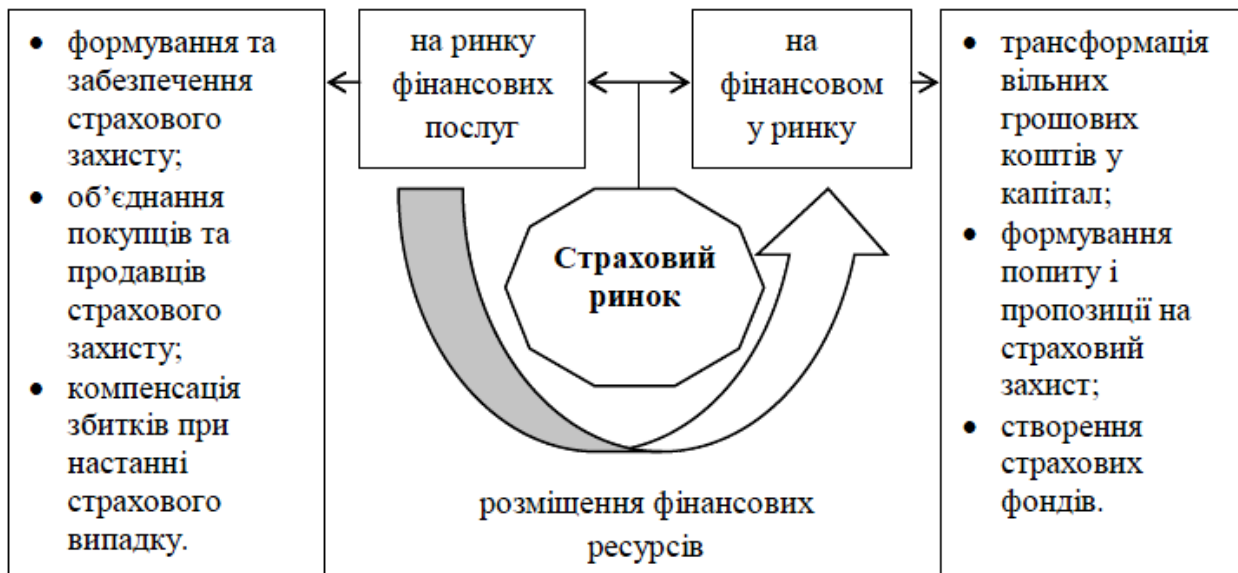 • формування та
забезпечення
страхового
захисту;
• об’єднання
покупців та
продавців
страхового
захисту;
• компенсація
збитків при
настанні
страхового
випадку.
на ринку
фінансових
послуг
на
фінансовом
у ринку
Страховий
ринок
розміщення фінансових
ресурсів
• трансформація
вільних
грошових
коштів у
капітал;
• формування
попиту і
пропозиції на
страховий
захист;
• створення
страхових
фондів.